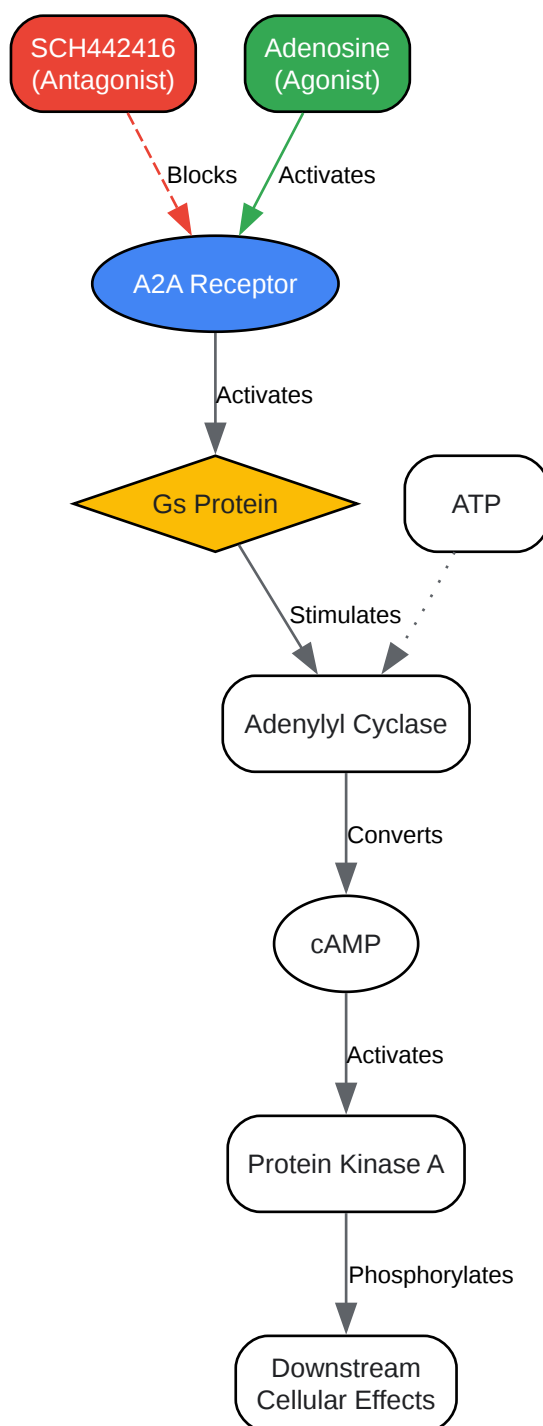 SCH442416
(Antagonist)
Adenosine
(Agonist)
Blocks
Activates
A2A Receptor
Activates
Gs Protein
ATP
Stimulates
Adenylyl Cyclase
Converts
cAMP
Activates
Protein Kinase A
Phosphorylates
Downstream
Cellular Effects